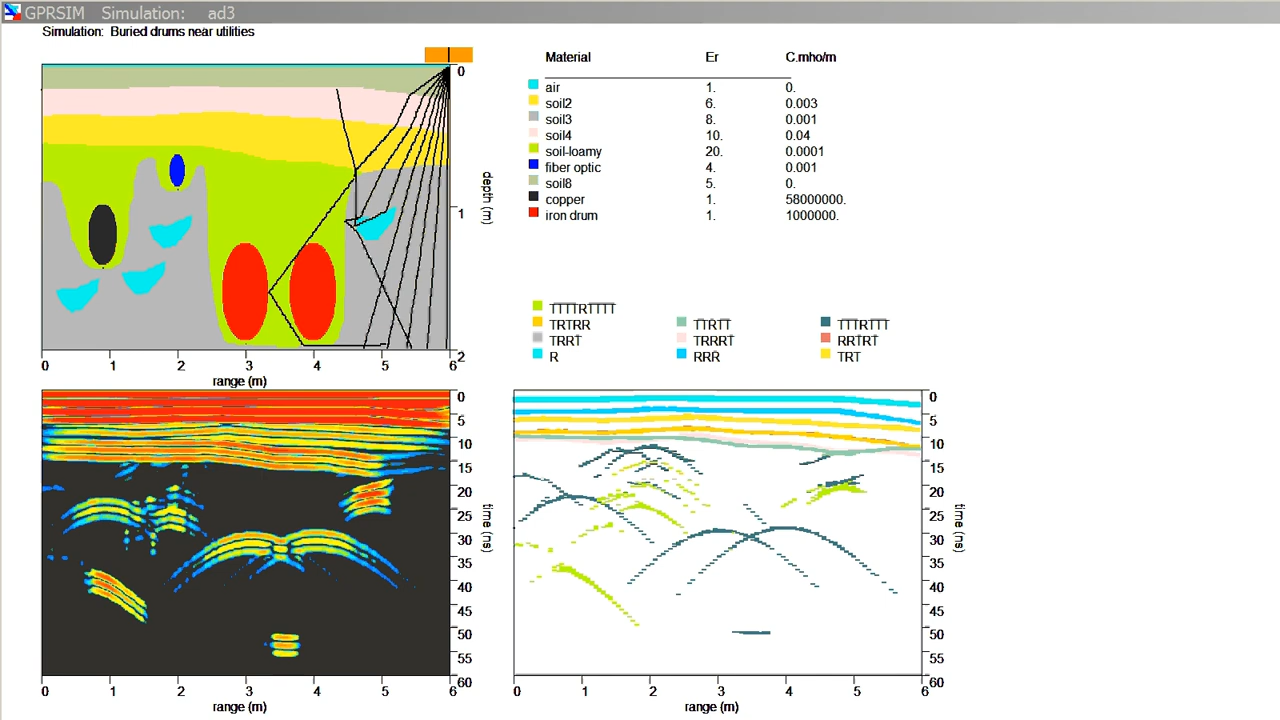 GPRSIM Simulation: ad3
Simulation: Buried drums near utilities
Material Er C.mho/m
air 1. 0.
soil2 6. 0.003
soil3 8. 0.001
soil4 10. 0.04
soil-loamy 20. 0.0001
fiber optic 4. 0.001
soil8 5. 0.
copper 1. 58000000.
iron drum 1. 1000000.
0
1
2
depth (m)
0 1 2 3 4 5 6
range (m)
TTTTRTTTT
TRTRR TTRTT TTTRTTT
TRRT TRRRT RRTRT
R RRR TRT
0
5
10
15
20
25
30
35
40
45
50
55
60
time (ns)
0 1 2 3 4 5 6
range (m)
0
5
10
15
20
25
30
35
40
45
50
55
60
time (ns)
0 1 2 3 4 5 6
range (m)